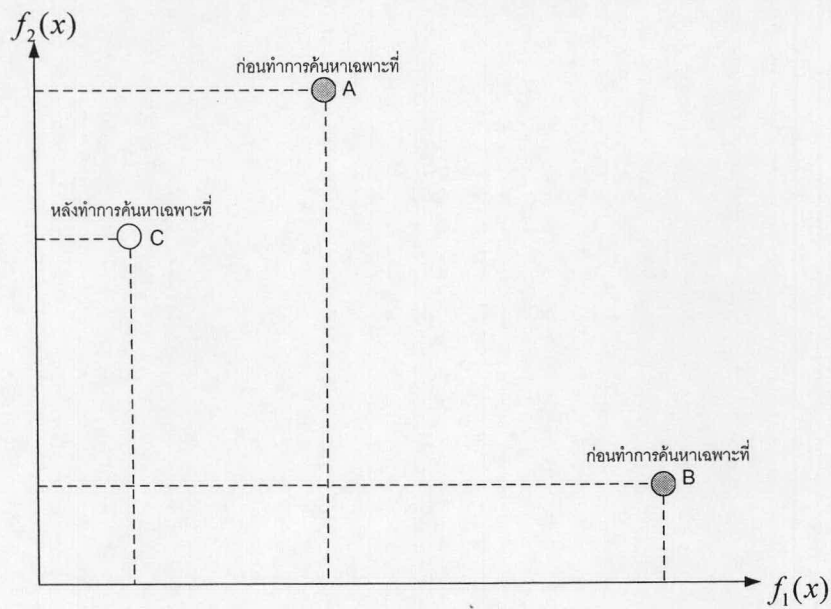 f₂(x)
ก่อนทำการค้นหาเฉพาะที่
A
หลังทำการค้นหาเฉพาะที่
C
ก่อนทำการค้นหาเฉพาะที่
B
f₁(x)